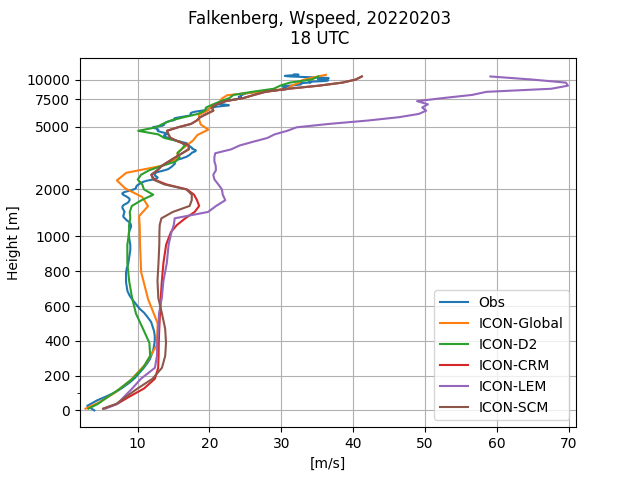 Falkenberg, Wspeed, 20220203
18 UTC
Height [m]
10000
7500
5000
2000
1000
800
600
400
200
0
Obs
ICON-Global
ICON-D2
ICON-CRM
ICON-LEM
ICON-SCM
10 20 30 40 50 60 70
[m/s]